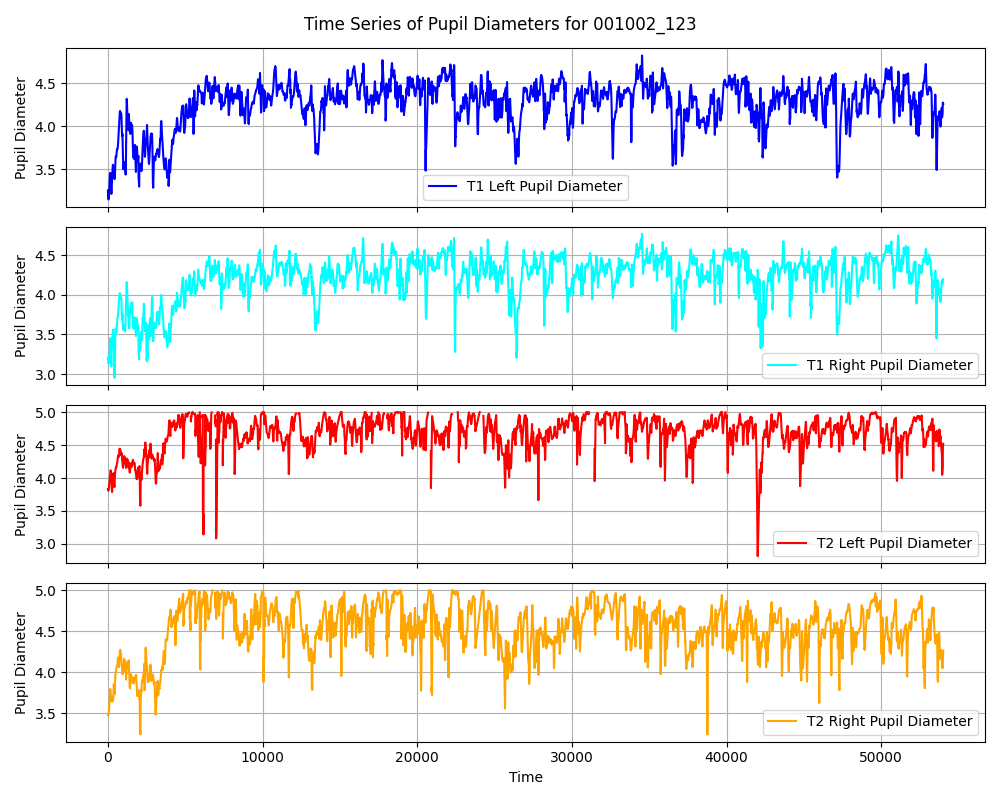 Time Series of Pupil Diameters for 001002_123
4.5
4.0
3.5
Pupil Diameter
T1 Left Pupil Diameter
4.5
4.0
3.5
3.0
Pupil Diameter
T1 Right Pupil Diameter
5.0
4.5
4.0
3.5
3.0
Pupil Diameter
T2 Left Pupil Diameter
5.0
4.5
4.0
3.5
Pupil Diameter
T2 Right Pupil Diameter
0 10000 20000 30000 40000 50000
Time